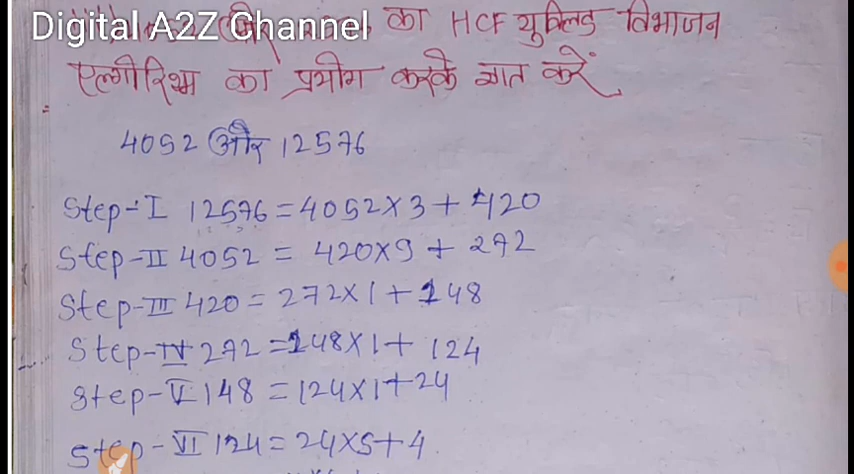 Digital A2Z Channel
का HCF युक्लिड विभाजन
एल्गोरिथ्म का प्रयोग करके ज्ञात करें
4052 और 12576
Step-I 12576 = 4052 × 3 + 420
Step-II 4052 = 420 × 9 + 272
Step-III 420 = 272 × 1 + 148
Step-IV 272 = 148 × 1 + 124
Step-V 148 = 124 × 1 + 24
Step-VI 124 = 24 × 5 + 4